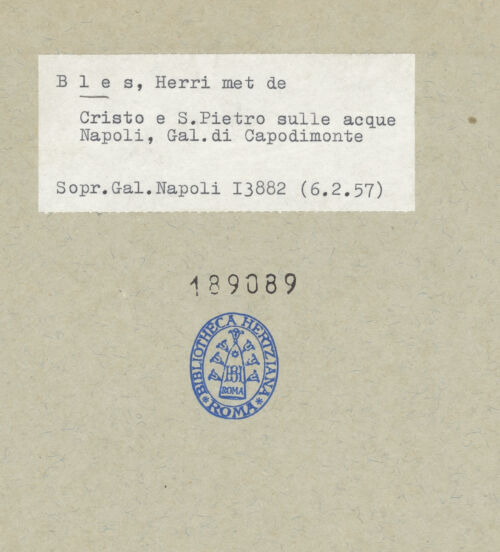 B l e s, Herri met de
Cristo e S.Pietro sulle acque
Napoli, Gal.di Capodimonte
Sopr.Gal.Napoli I3882 (6.2.57)
189089
BIBLIOTHECA HERTZIANA
BH
ROMA
* ROMA *